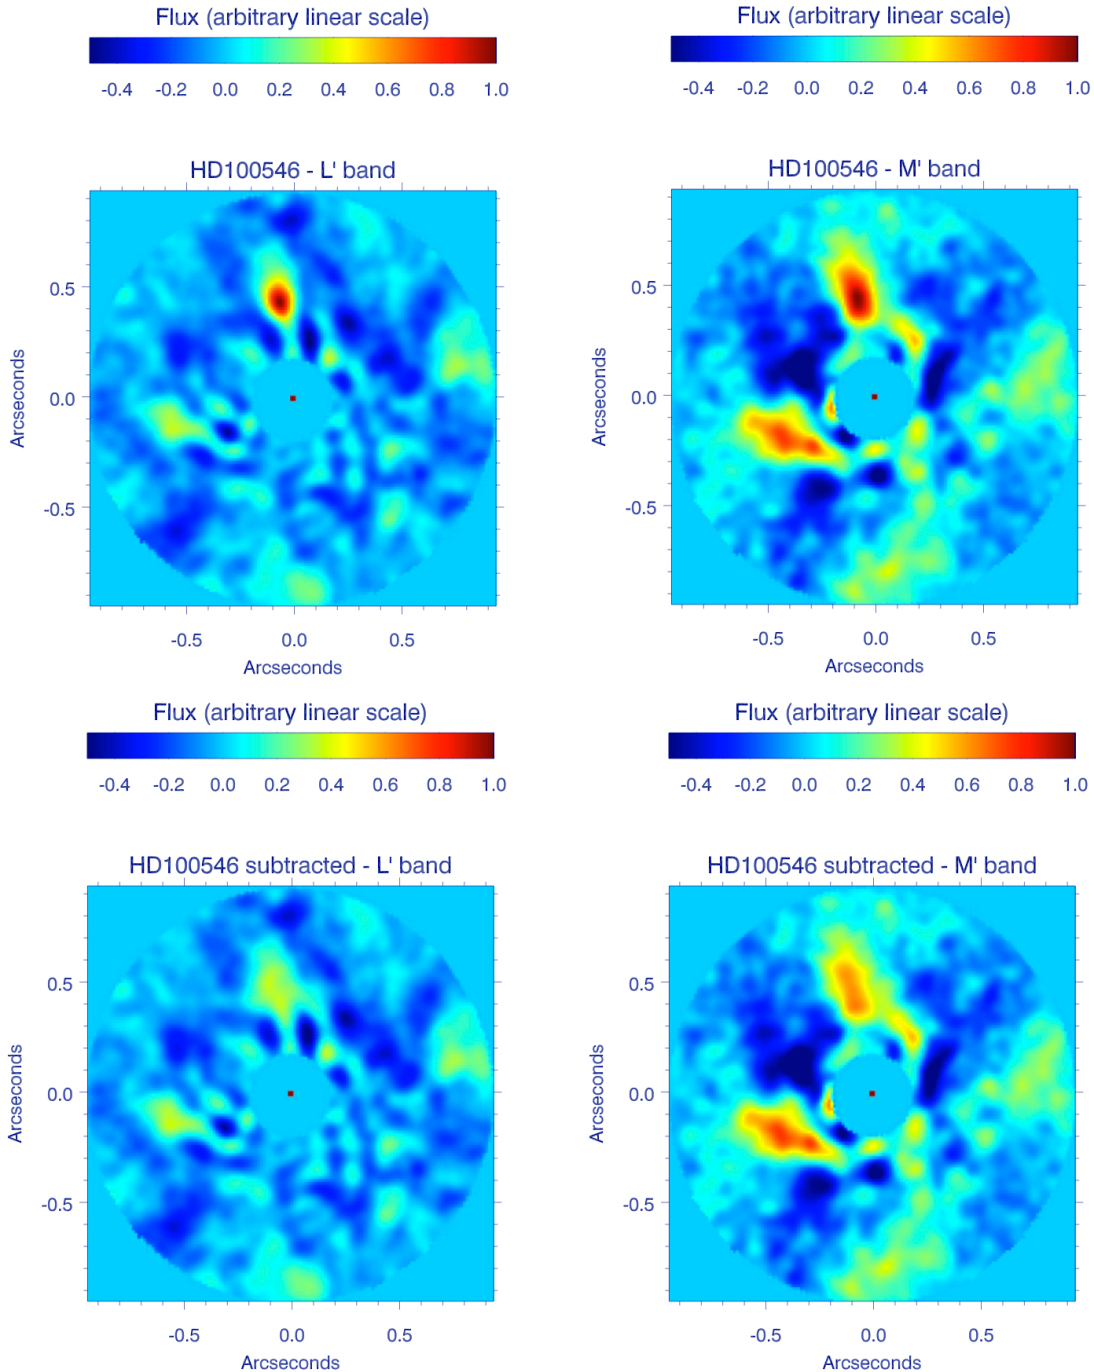 Flux (arbitrary linear scale)
-0.4 -0.2 0.0 0.2 0.4 0.6 0.8 1.0
HD100546 - L' band
0.5
0.0
-0.5
Arcseconds
-0.5 0.0 0.5
Arcseconds
Flux (arbitrary linear scale)
-0.4 -0.2 0.0 0.2 0.4 0.6 0.8 1.0
HD100546 - M' band
0.5
0.0
-0.5
Arcseconds
-0.5 0.0 0.5
Arcseconds
Flux (arbitrary linear scale)
-0.4 -0.2 0.0 0.2 0.4 0.6 0.8 1.0
HD100546 subtracted - L' band
0.5
0.0
-0.5
Arcseconds
-0.5 0.0 0.5
Arcseconds
Flux (arbitrary linear scale)
-0.4 -0.2 0.0 0.2 0.4 0.6 0.8 1.0
HD100546 subtracted - M' band
0.5
0.0
-0.5
Arcseconds
-0.5 0.0 0.5
Arcseconds